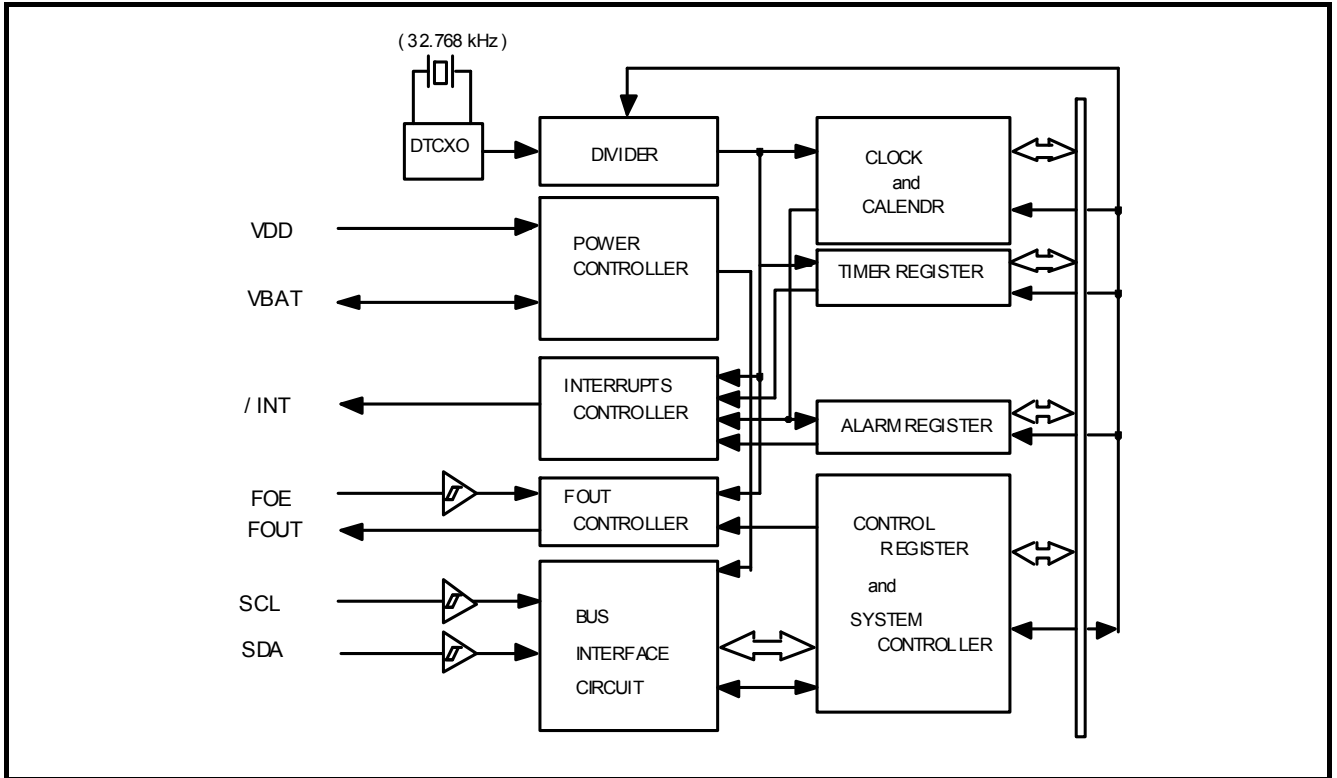 ( 32.768 kHz )
DTCXO
DIVIDER
CLOCK
and
CALENDR
VDD
VBAT
POWER
CONTROLLER
TIMER REGISTER
/ INT
INTERRUPTS
CONTROLLER
ALARM REGISTER
FOE
FOUT
FOUT
CONTROLLER
CONTROL
REGISTER
and
SYSTEM
CONTROLLER
SCL
SDA
BUS
INTERFACE
CIRCUIT